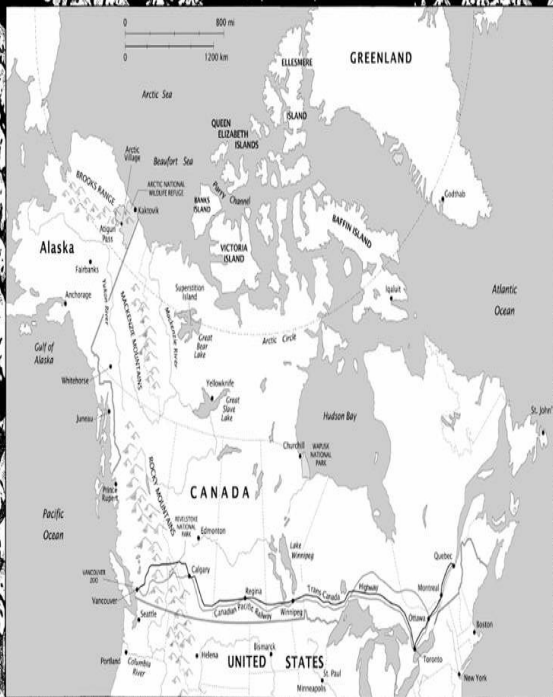 0 800 mi
0 1200 km
GREENLAND
ELLESMERE
ISLAND
Arctic Sea
QUEEN
ELIZABETH
ISLANDS
Arctic
Village
Beaufort Sea
BROOKS RANGE
ARCTIC NATIONAL
WILDLIFE REFUGE
Kaktovik
Atigun
Pass
BANKS
ISLAND
Parry Channel
VICTORIA
ISLAND
BAFFIN ISLAND
Godthab
Alaska
Fairbanks
Anchorage
Yukon River
MACKENZIE MOUNTAINS
Mackenzie River
Superstition
Island
Great
Bear
Lake
Arctic Circle
Iqaluit
Atlantic
Ocean
Gulf of
Alaska
Whitehorse
Juneau
Yellowknife
Great
Slave
Lake
Hudson Bay
Churchill
WAPUSK
NATIONAL
PARK
St. John'
Prince
Rupert
ROCKY MOUNTAINS
CANADA
Pacific
Ocean
REVELSTOKE
NATIONAL
PARK
Edmonton
Lake
Winnipeg
VANCOUVER
ZOO
Vancouver
Calgary
Regina
Winnipeg
Trans Canada Highway
Canadian Pacific Railway
Quebec
Montreal
Ottawa
Toronto
Boston
New York
Seattle
Portland
Columbia
River
Helena
Bismarck
UNITED STATES
St. Paul
Minneapolis